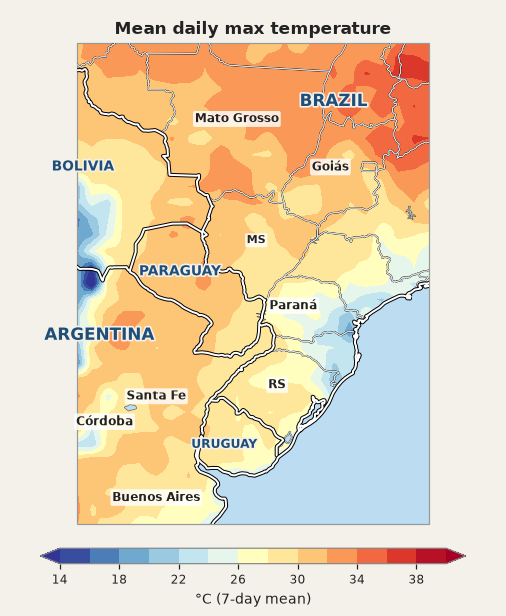 Mean daily max temperature
BRAZIL
Mato Grosso
BOLIVIA
Goiás
MS
PARAGUAY
Paraná
ARGENTINA
RS
Santa Fe
Córdoba
URUGUAY
Buenos Aires
14 18 22 26 30 34 38
°C (7-day mean)